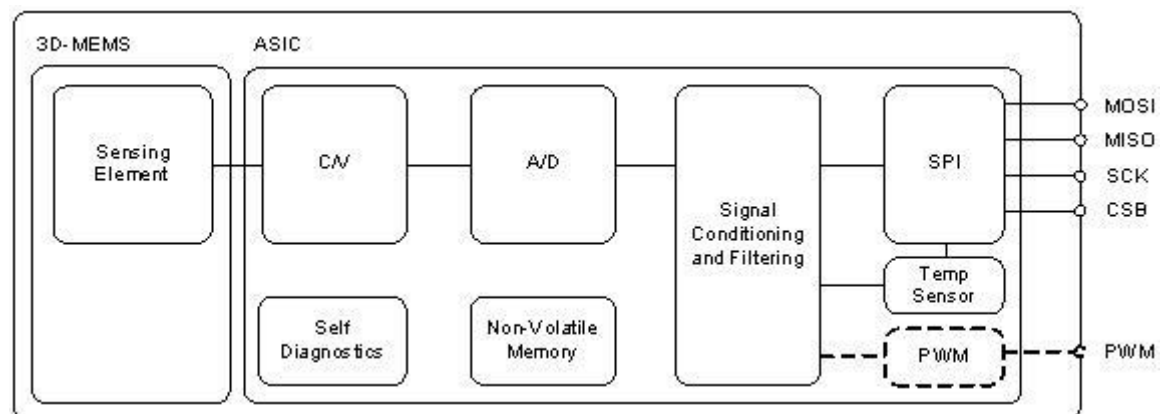 3D-MEMS
ASIC
Sensing
Element
C/V
A/D
Signal
Conditioning
and Filtering
SPI
MOSI
MISO
SCK
CSB
Temp
Sensor
Self
Diagnostics
Non-Volatile
Memory
PWM
PWM